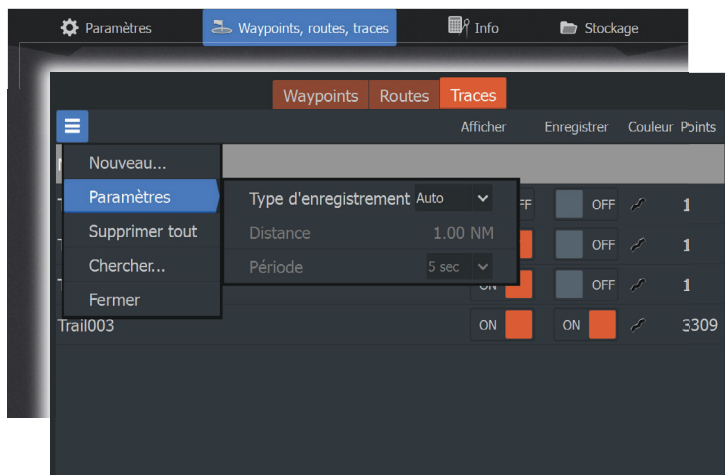 Paramètres Waypoints, routes, traces Info Stockage
Waypoints Routes Traces
Afficher Enregistrer Couleur Points
Nouveau...
Paramètres
Type d'enregistrement Auto
OFF
1
Supprimer tout
Distance 1.00 NM
OFF
1
Chercher...
Période 5 sec
ON OFF
1
Fermer
Trail003 ON ON 3309